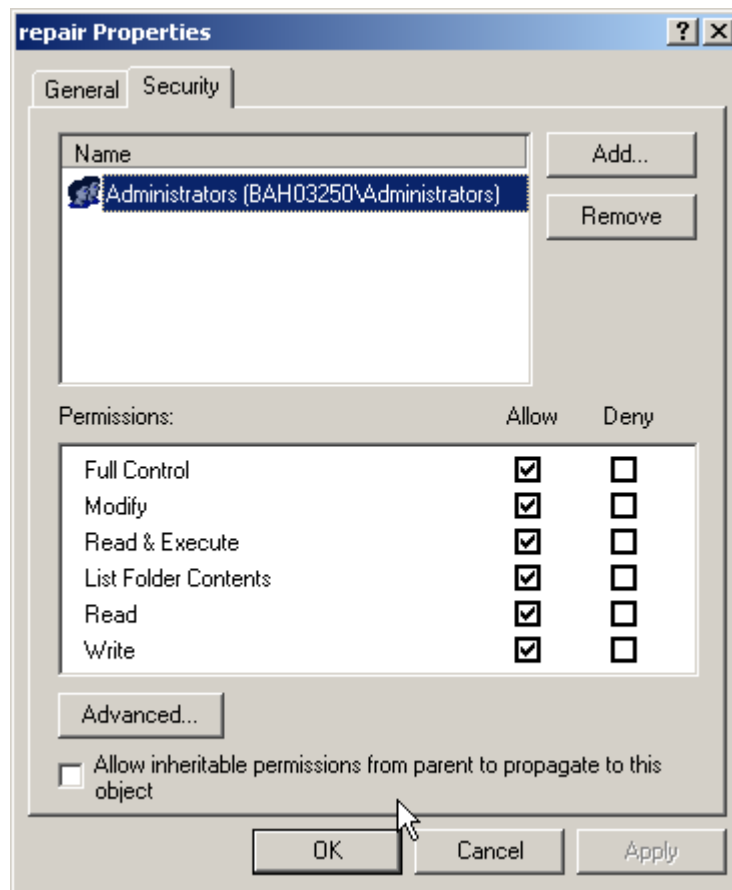 repair Properties
General Security
Name
Add...
Administrators (BAH03250\Administrators)
Remove
Permissions: Allow Deny
Full Control
Modify
Read & Execute
List Folder Contents
Read
Write
Advanced...
Allow inheritable permissions from parent to propagate to this
object
OK Cancel Apply